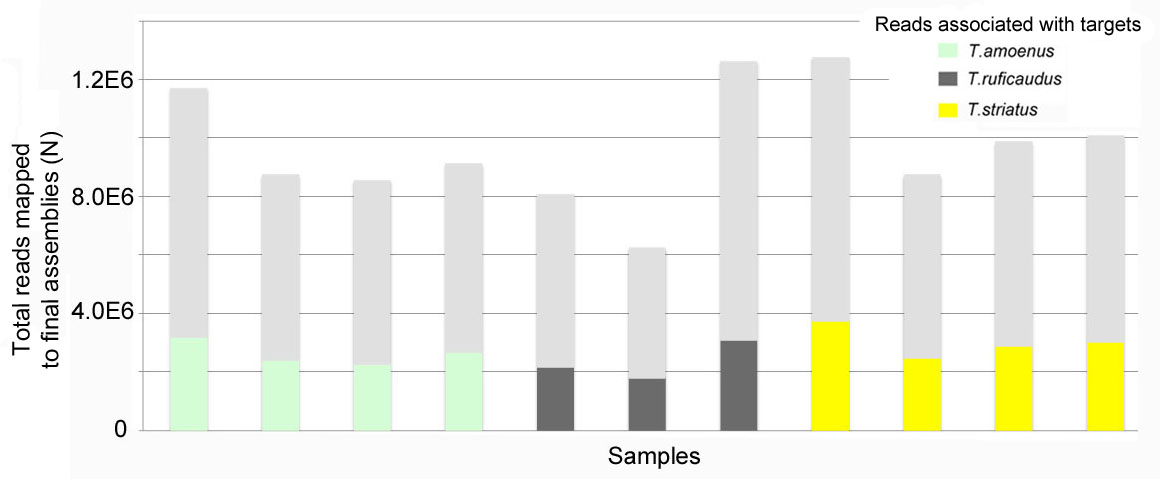 Reads associated with targets
T.amoenus
T.ruficaudus
T.striatus
Total reads mapped
to final assemblies (N)
1.2E6
8.0E6
4.0E6
0
Samples